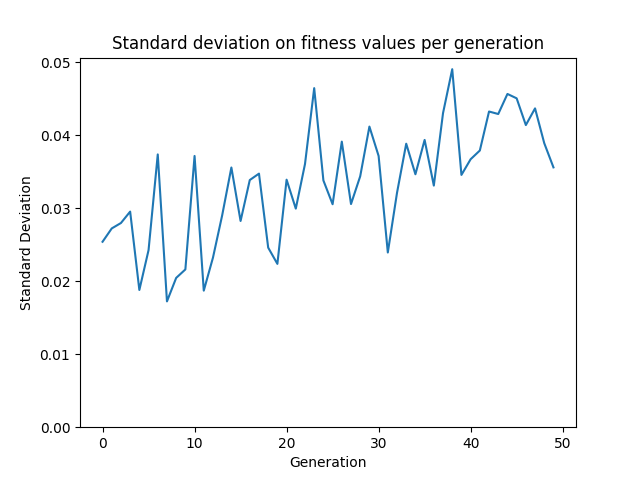 Standard deviation on fitness values per generation
0.05
0.04
0.03
0.02
0.01
0.00
Standard Deviation
0 10 20 30 40 50
Generation